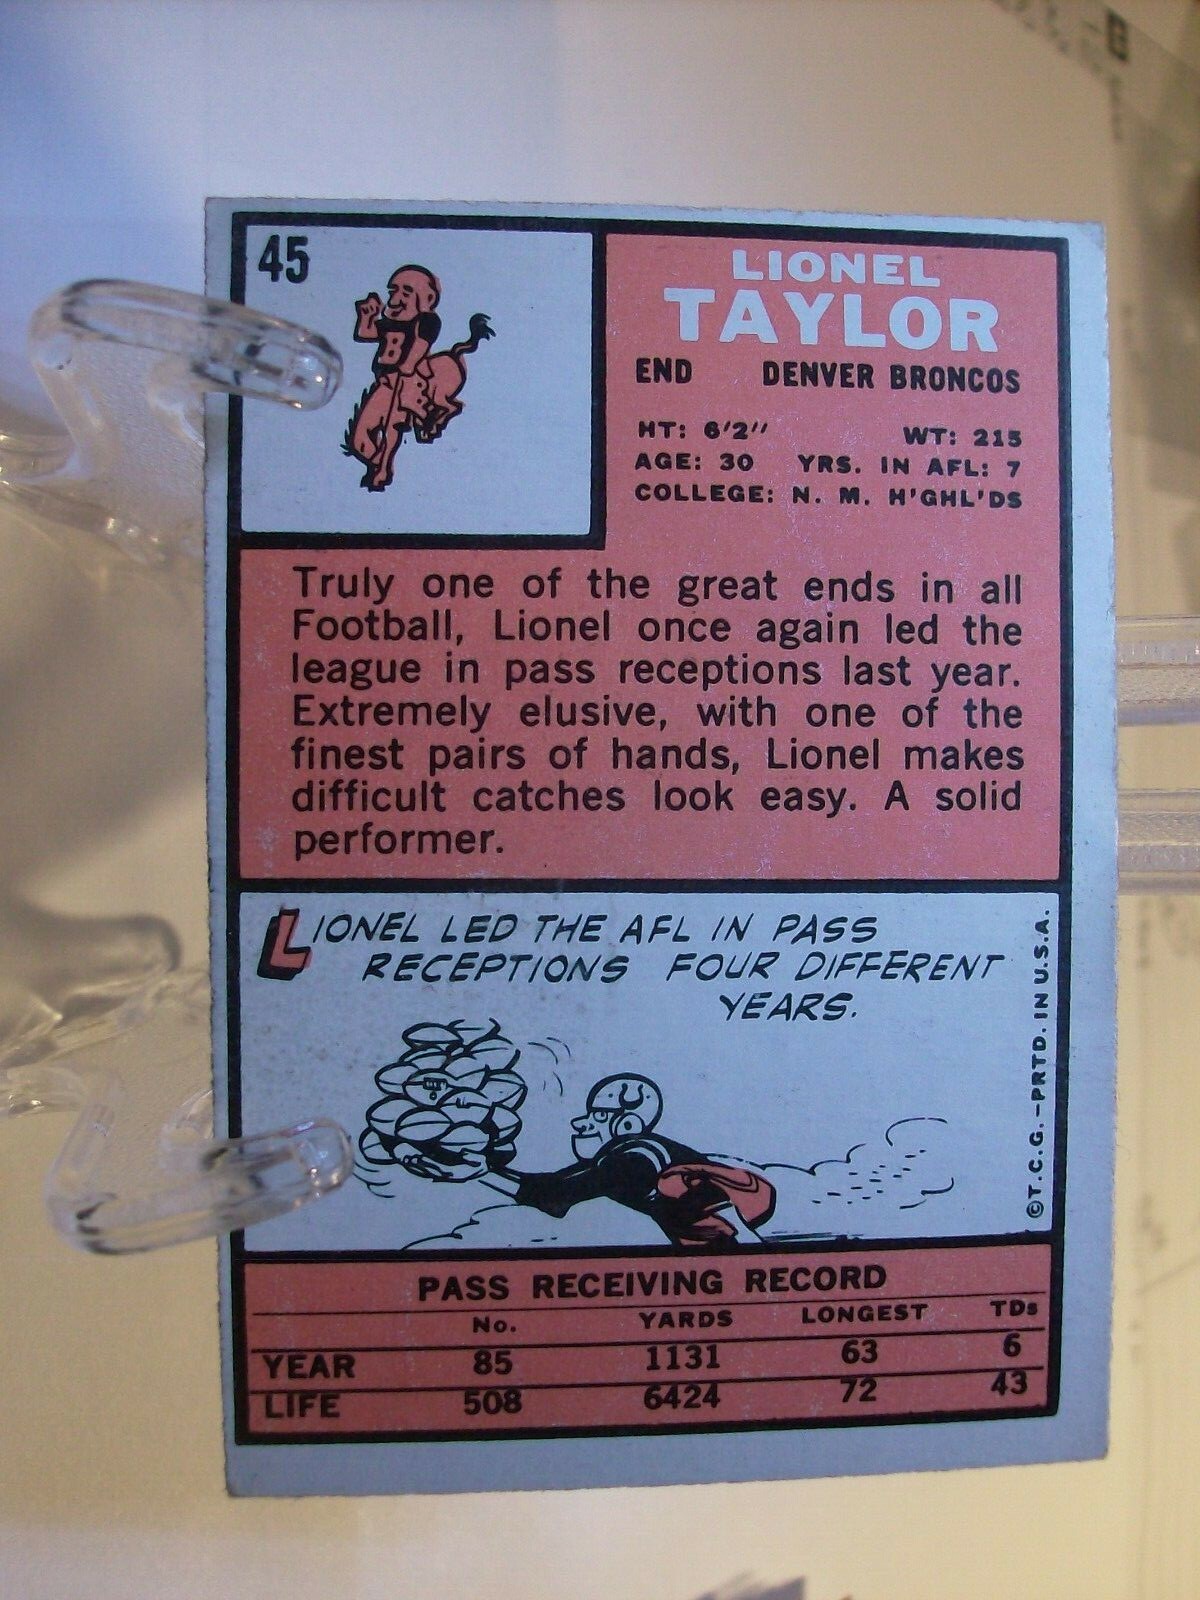 45
B
LIONEL
TAYLOR
END DENVER BRONCOS
HT: 6'2" WT: 215
AGE: 30 YRS. IN AFL: 7
COLLEGE: N. M. H'GHL'DS
Truly one of the great ends in all
Football, Lionel once again led the
league in pass receptions last year.
Extremely elusive, with one of the
finest pairs of hands, Lionel makes
difficult catches look easy. A solid
performer.
LIONEL LED THE AFL IN PASS
RECEPTIONS FOUR DIFFERENT
YEARS.
©T.C.G.-PRTD. IN U.S.A.
PASS RECEIVING RECORD
No. YARDS LONGEST TDs
YEAR 85 1131 63 6
LIFE 508 6424 72 43